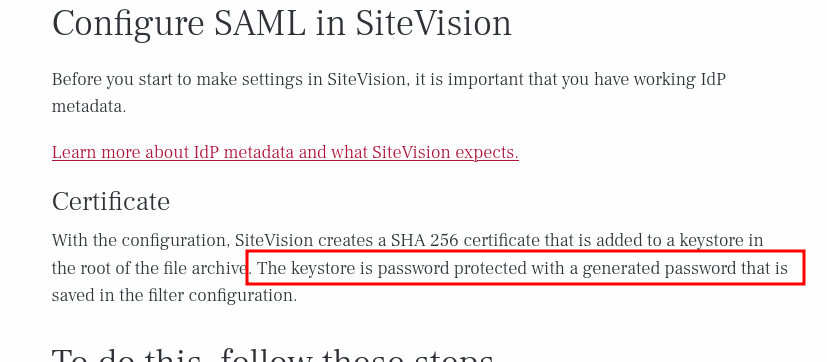 Configure SAML in SiteVision
Before you start to make settings in SiteVision, it is important that you have working IdP
metadata.
Learn more about IdP metadata and what SiteVision expects.
Certificate
With the configuration, SiteVision creates a SHA 256 certificate that is added to a keystore in
the root of the file archive. The keystore is password protected with a generated password that is
saved in the filter configuration.
To do this, follow these steps